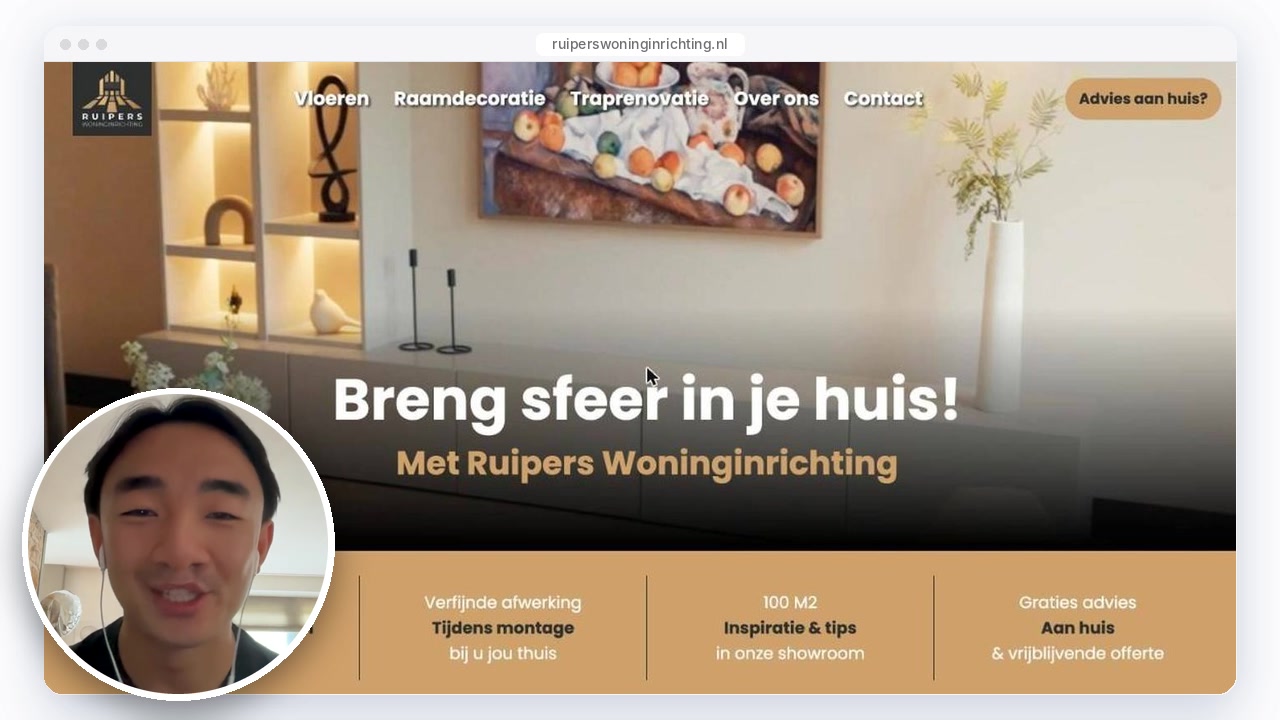 ruiperswoninginrichting.nl
RUIPERS
WONINGINRICHTING
Vloeren Raamdecoratie Traprenovatie Over ons Contact
Advies aan huis?
Breng sfeer in je huis!
Met Ruipers Woninginrichting
Verfijnde afwerking
Tijdens montage
bij u jou thuis
100 M2
Inspiratie & tips
in onze showroom
Graties advies
Aan huis
& vrijblijvende offerte